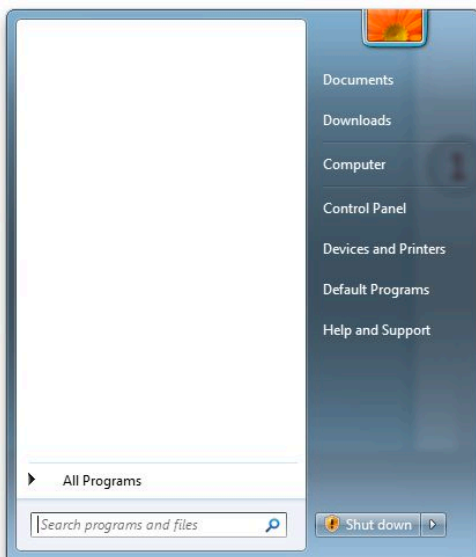 Documents
Downloads
Computer
1
Control Panel
Devices and Printers
Default Programs
Help and Support
All Programs
Search programs and files
Shut down